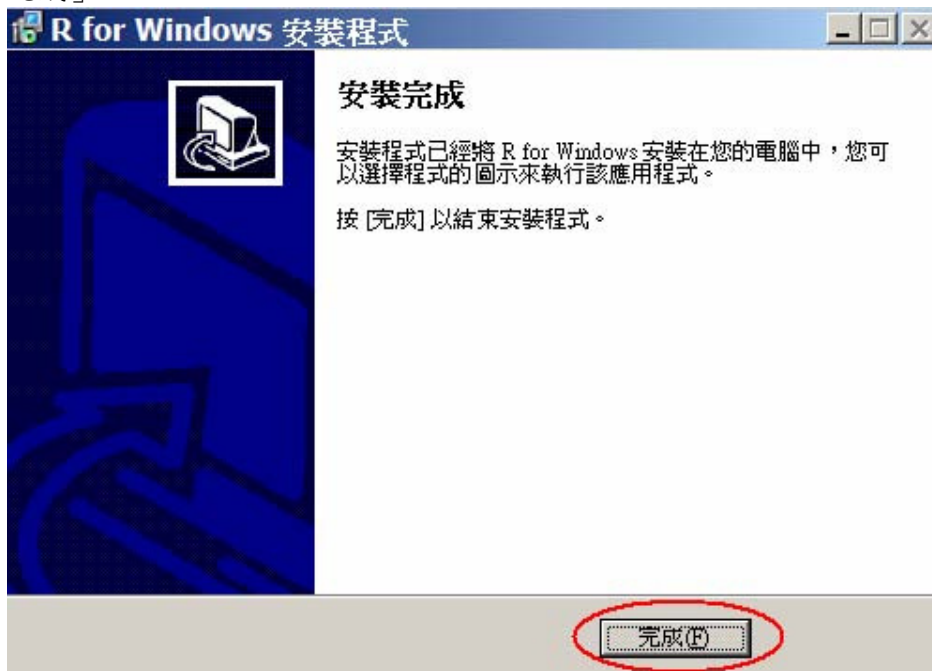 R for Windows 安裝程式
安裝完成
安裝程式已經將 R for Windows 安裝在您的電腦中,您可
以選擇程式的圖示來執行該應用程式。
按 [完成] 以結束安裝程式。
完成(F)